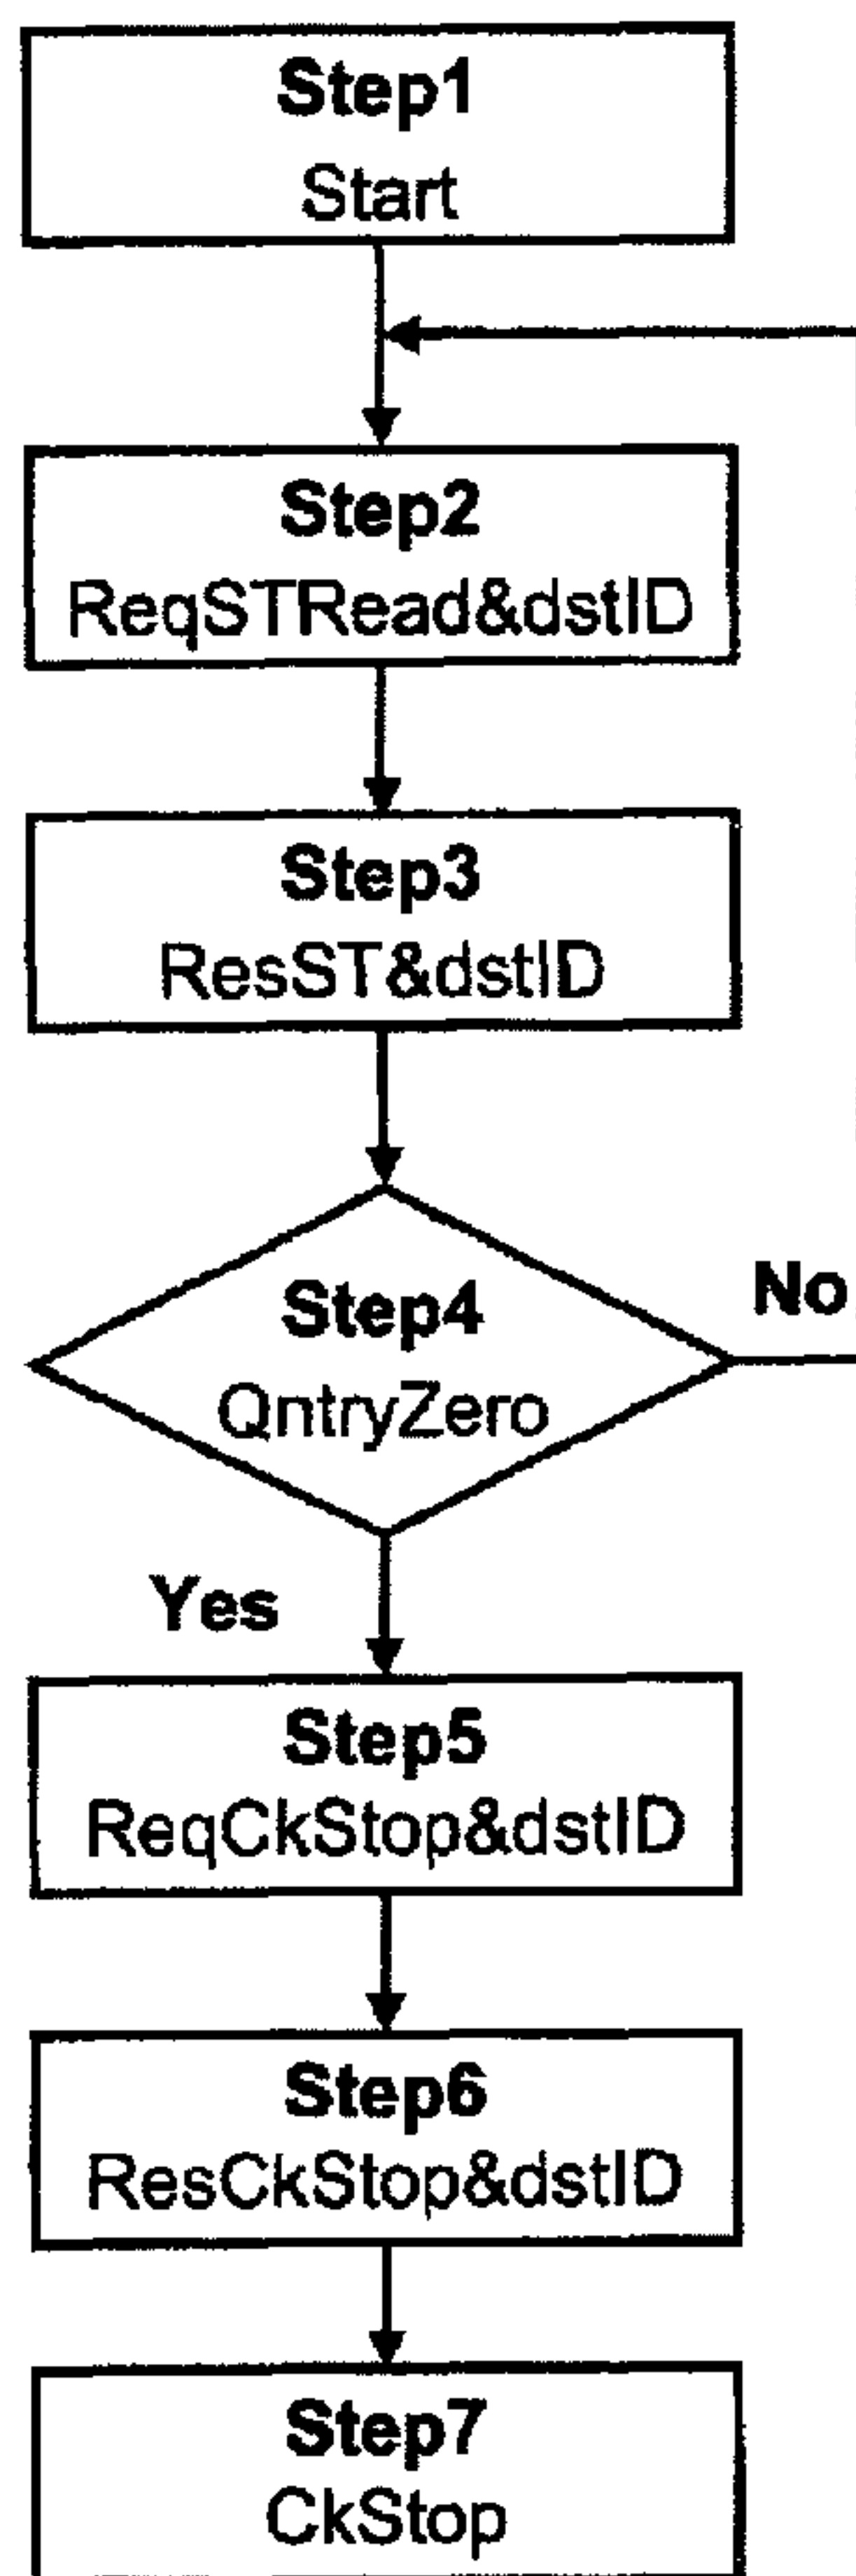 Step1
Start
Step2
ReqSTRead&dstID
Step3
ResST&dstID
Step4
QntryZero
No
Yes
Step5
ReqCkStop&dstID
Step6
ResCkStop&dstID
Step7
CkStop